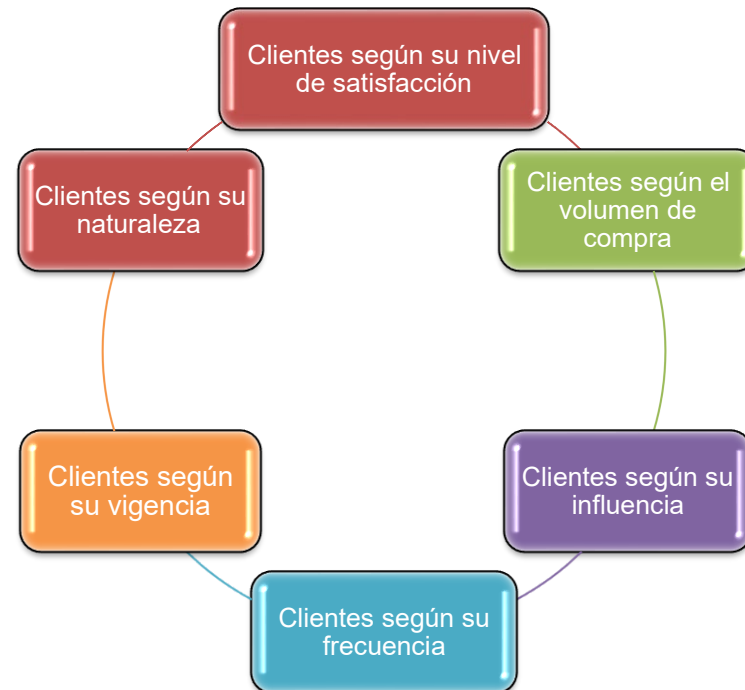 Clientes según su nivel
de satisfacción
Clientes según el
volumen de
compra
Clientes según su
influencia
Clientes según su
frecuencia
Clientes según
su vigencia
Clientes según su
naturaleza